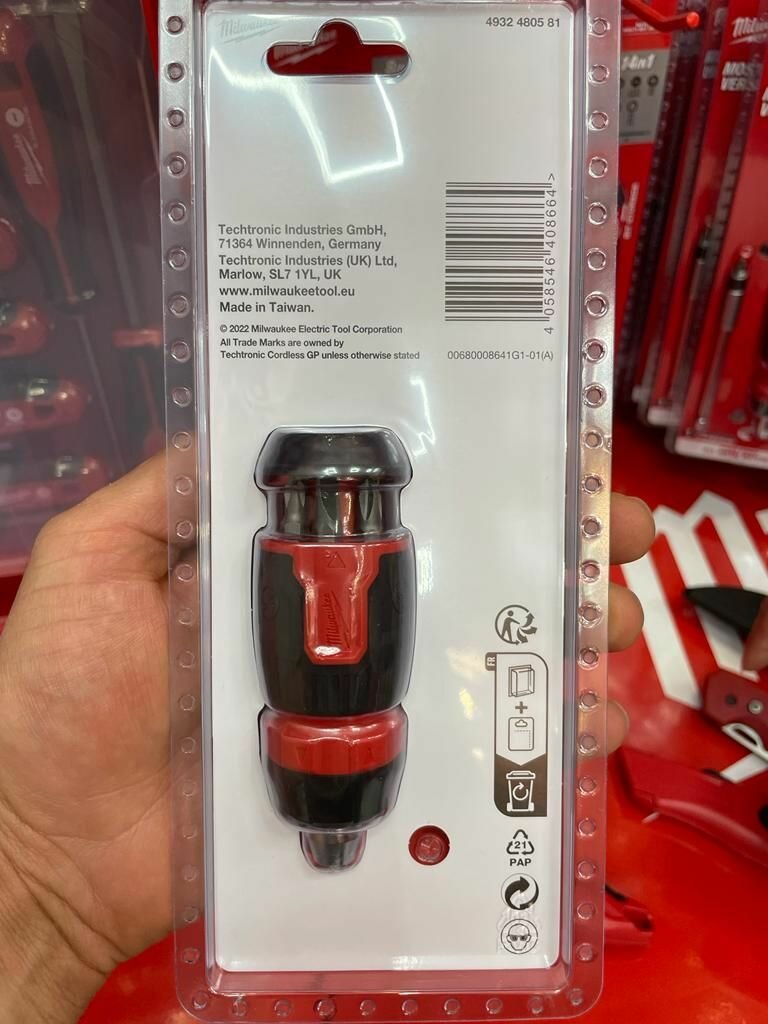 Milwaukee
4932 4805 81
Techtronic Industries GmbH,
71364 Winnenden, Germany
Techtronic Industries (UK) Ltd,
Marlow, SL7 1YL, UK
www.milwaukeetool.eu
Made in Taiwan.
© 2022 Milwaukee Electric Tool Corporation
All Trade Marks are owned by
Techtronic Cordless GP unless otherwise stated
4 058546 408664 >
00680008641G1-01(A)
Milwaukee
FR
+
21
PAP
14in1
Milwaukee